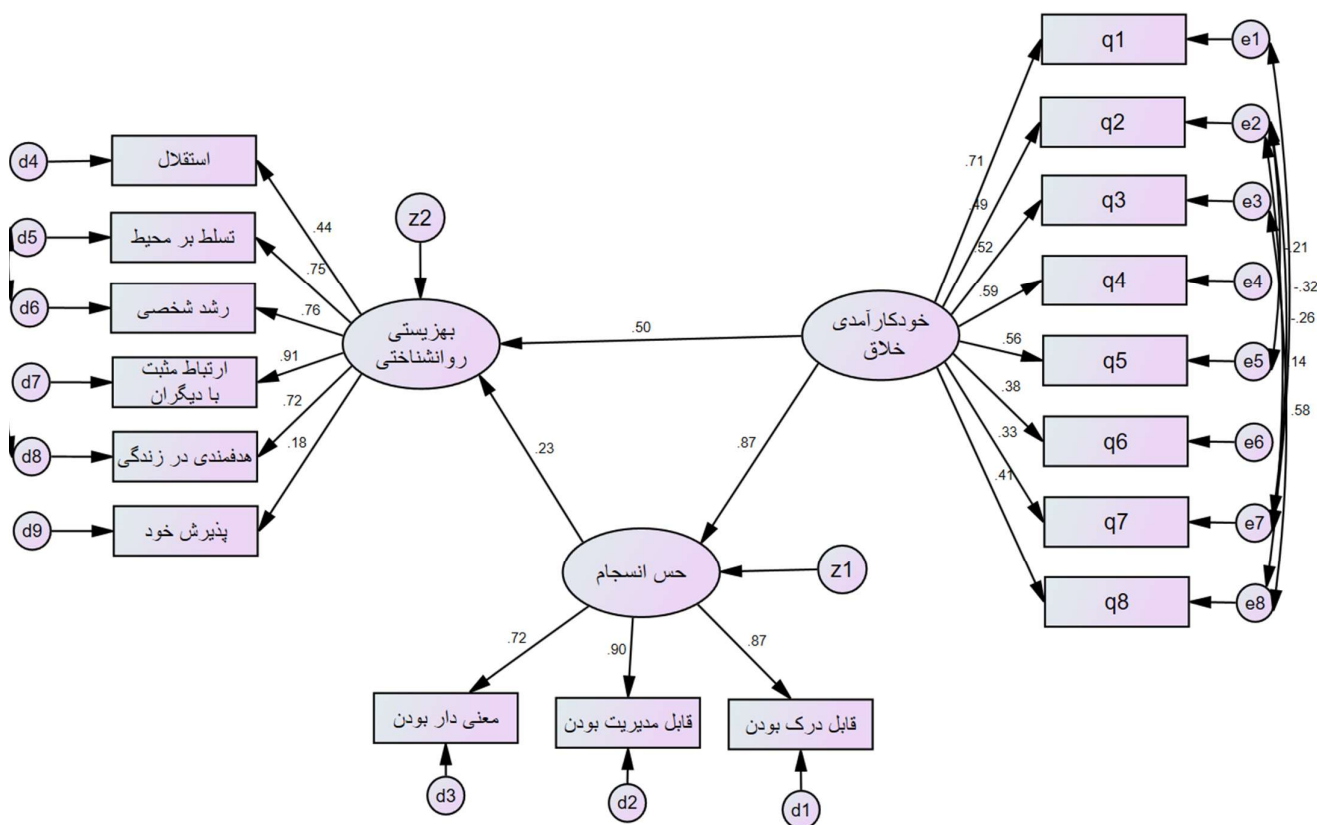 q1
e1
q2
e2
.71
d4
استقلال
q3
e3
.49
z2
.44
.52
-.21
d5
تسلط بر محیط
q4
e4
.75
.59
-.32
d6
رشد شخصی
.76
بهزیستی
روانشناختی
.50
خودکارآمدی
خلاق
-.26
.56
q5
e5
.14
d7
ارتباط مثبت
با دیگران
.91
.38
.72
.58
q6
e6
d8
هدفمندی در زندگی
.18
.23
.87
.33
.41
q7
e7
d9
پذیرش خود
حس انسجام
z1
q8
e8
.72
.90
.87
معنی دار بودن
قابل مدیریت بودن
قابل درک بودن
d3
d2
d1